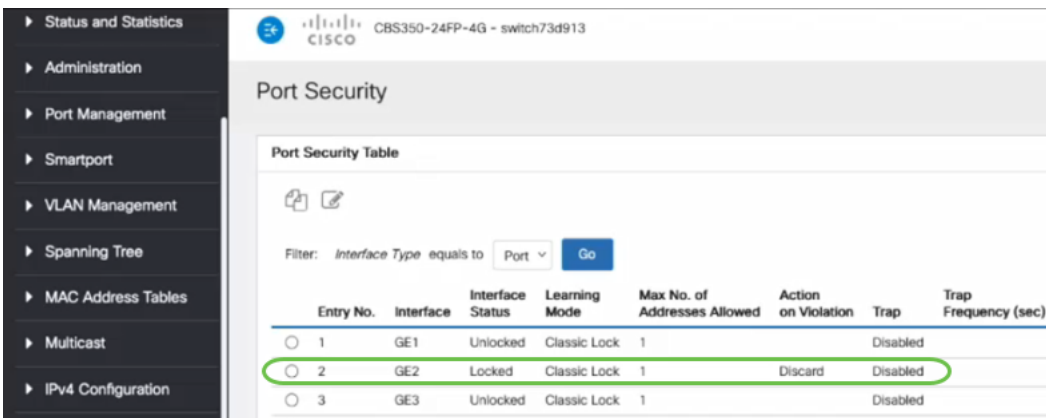 Status and Statistics
Administration
Port Management
Smartport
VLAN Management
Spanning Tree
MAC Address Tables
Multicast
IPv4 Configuration
CISCO CBS350-24FP-4G - switch73d913
Port Security
Port Security Table
Filter: Interface Type equals to Port Go
Entry No. Interface Interface Status Learning Mode Max No. of Addresses Allowed Action on Violation Trap Trap Frequency (sec)
1 GE1 Unlocked Classic Lock 1 Disabled
2 GE2 Locked Classic Lock 1 Discard Disabled
3 GE3 Unlocked Classic Lock 1 Disabled